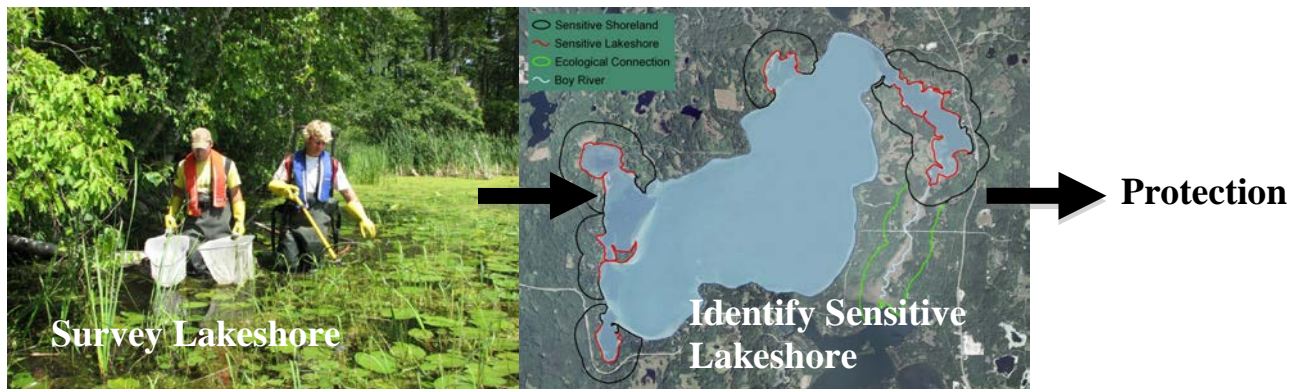 Survey Lakeshore
Sensitive Shoreland
Sensitive Lakeshore
Ecological Connection
Boy River
Identify Sensitive
Lakeshore
Protection